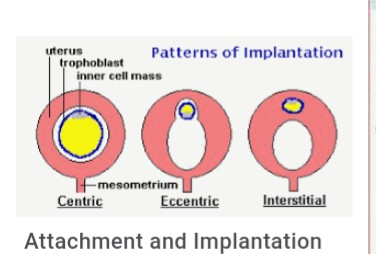 Patterns of Implantation
uterus
trophoblast
inner cell mass
mesometrium
Centric
Eccentric
Interstitial
Attachment and Implantation